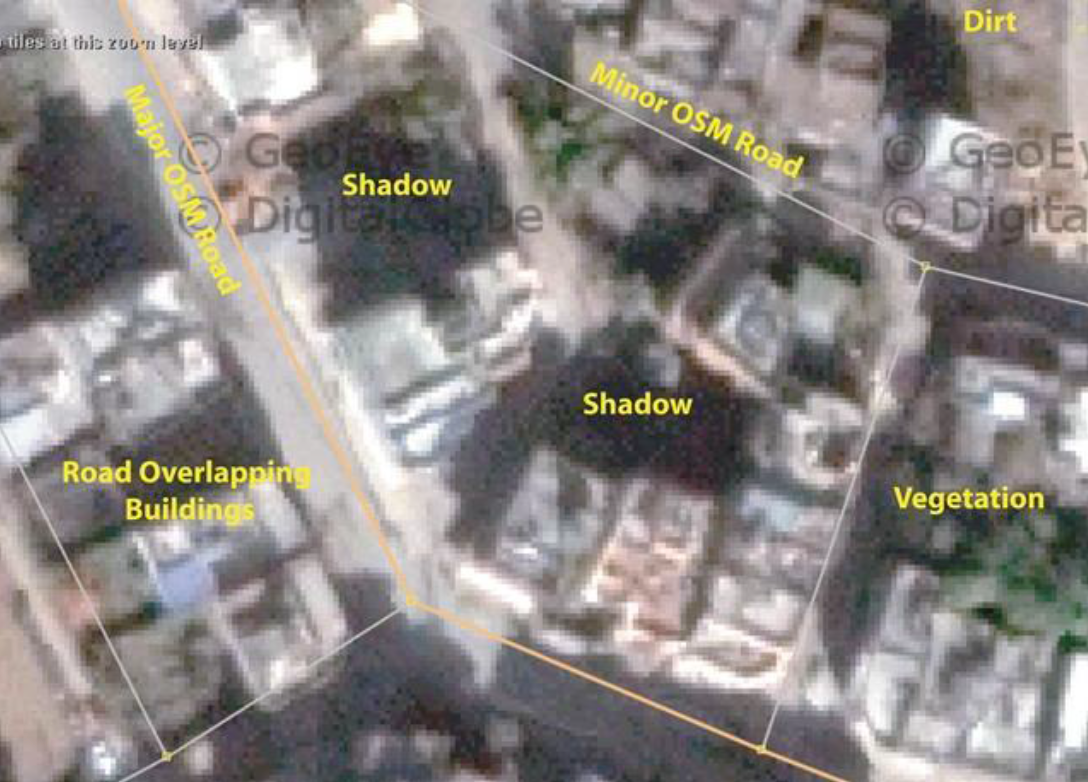 Dirt
tiles at this zoom level
Minor OSM Road
Major OSM Road
© GeoEye
© DigitalGlobe
Shadow
© GeoEy
© Digita
Shadow
Road Overlapping
Buildings
Vegetation